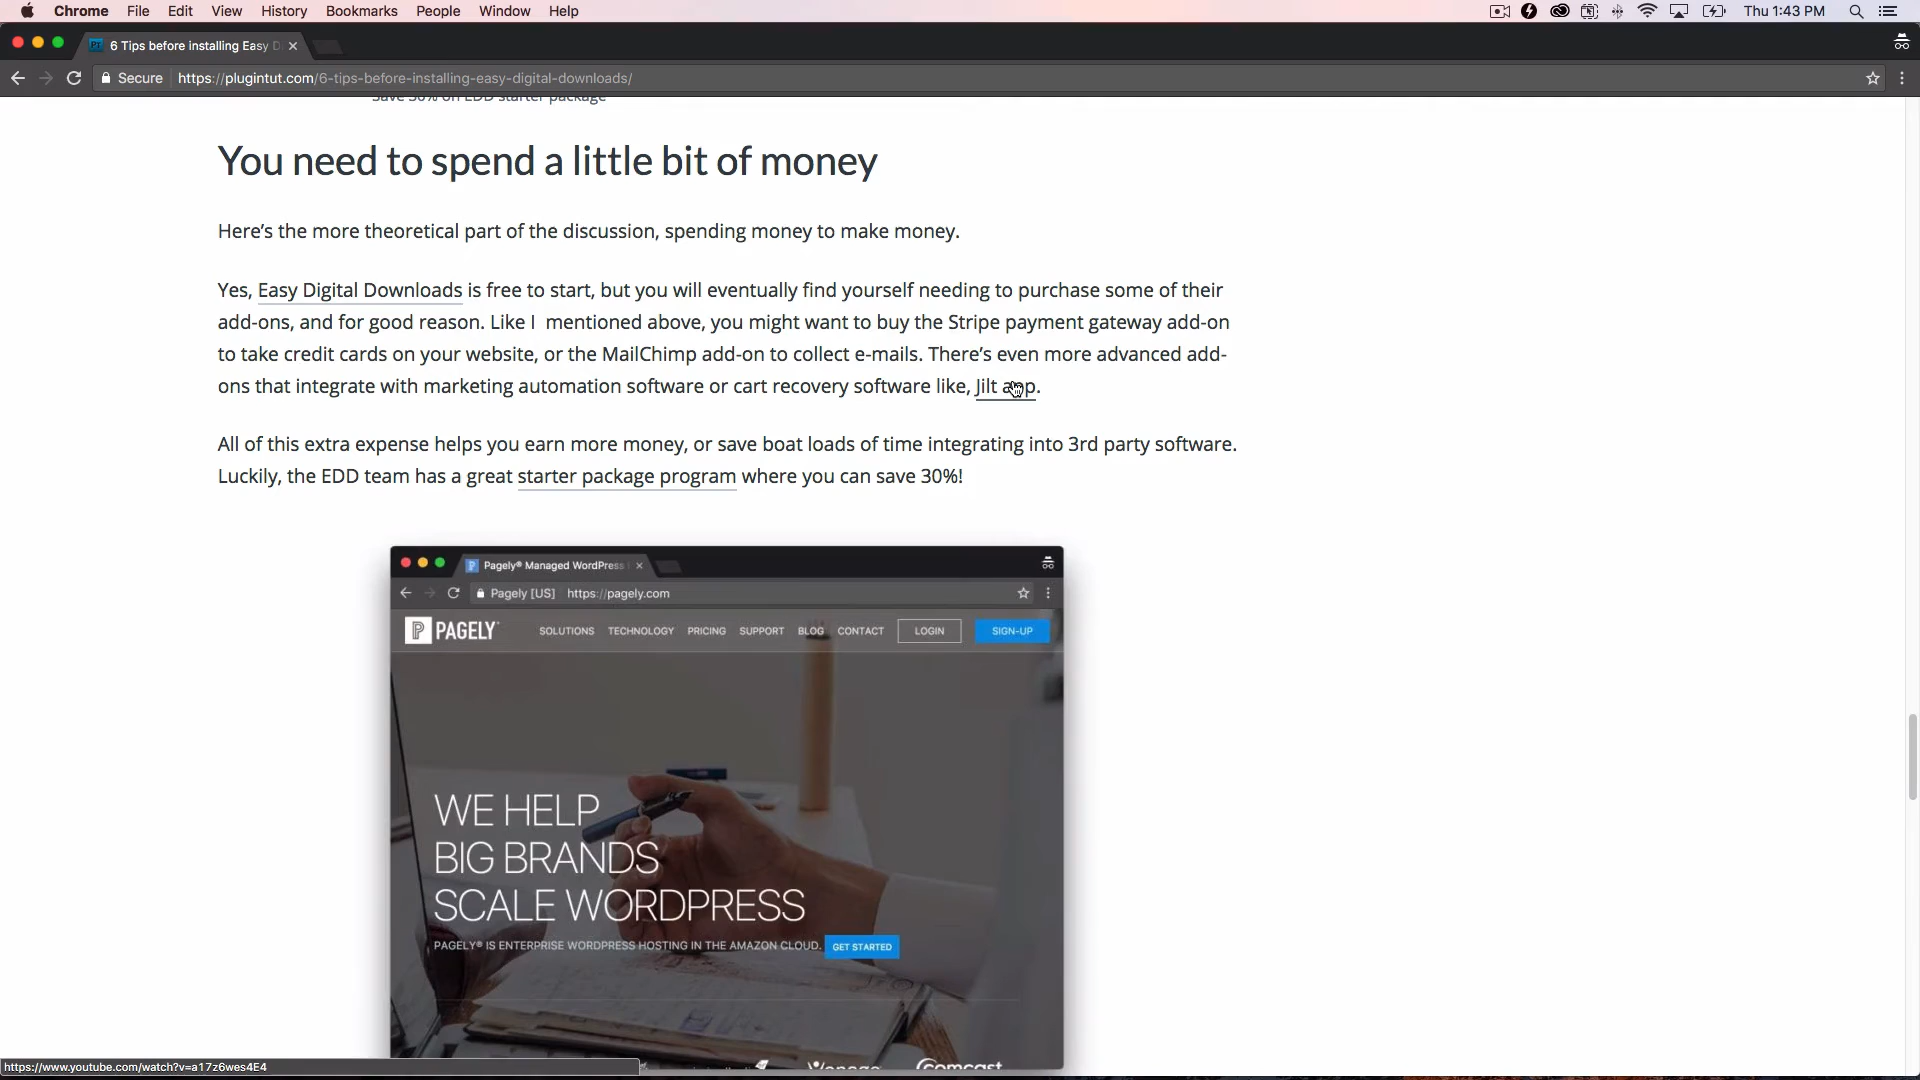 Chrome File Edit View History Bookmarks People Window Help Thu 1:43 PM
6 Tips before installing Easy D
Secure https://plugintut.com/6-tips-before-installing-easy-digital-downloads/
Save 30% on EDD starter package
You need to spend a little bit of money
Here’s the more theoretical part of the discussion, spending money to make money.
Yes, Easy Digital Downloads is free to start, but you will eventually find yourself needing to purchase some of their
add-ons, and for good reason. Like I  mentioned above, you might want to buy the Stripe payment gateway add-on
to take credit cards on your website, or the MailChimp add-on to collect e-mails. There’s even more advanced add-
ons that integrate with marketing automation software or cart recovery software like, Jilt app.
All of this extra expense helps you earn more money, or save boat loads of time integrating into 3rd party software.
Luckily, the EDD team has a great starter package program where you can save 30%!
Pagely® Managed WordPress
Pagely [US] https://pagely.com
PAGELY SOLUTIONS TECHNOLOGY PRICING SUPPORT BLOG CONTACT LOGIN SIGN-UP
WE HELP
BIG BRANDS
SCALE WORDPRESS
PAGELY® IS ENTERPRISE WORDPRESS HOSTING IN THE AMAZON CLOUD. GET STARTED
comcast
https://www.youtube.com/watch?v=a17z6wes4E4